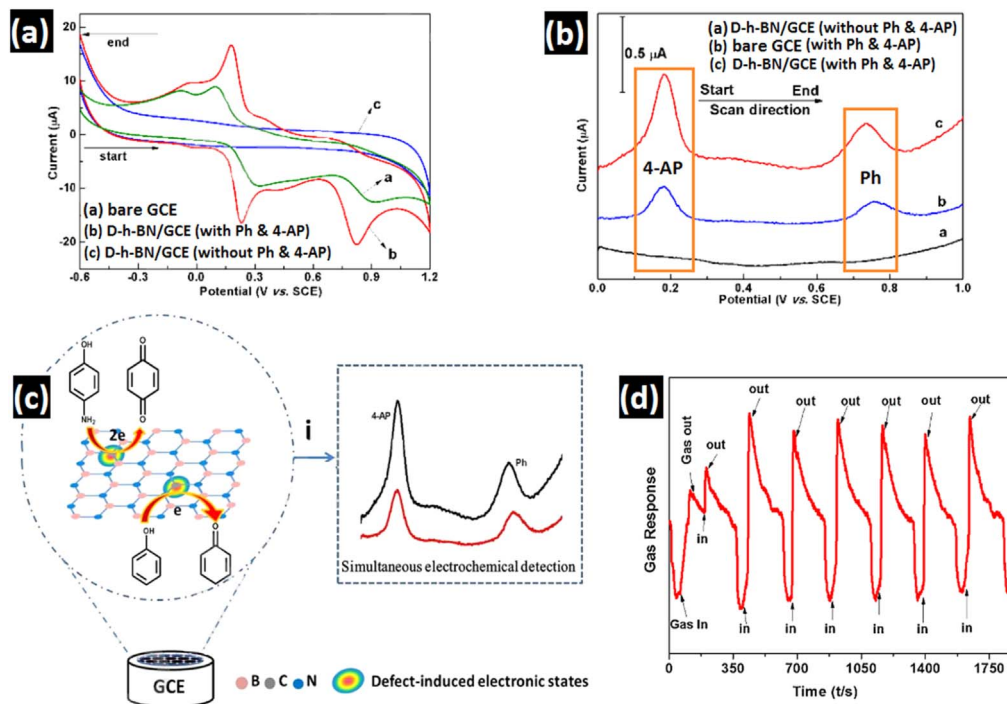 (a)
20
10
0
-10
-20
Current (µA)
end
start
c
a
b
(a) bare GCE
(b) D-h-BN/GCE (with Ph & 4-AP)
(c) D-h-BN/GCE (without Ph & 4-AP)
-0.6 -0.3 0.0 0.3 0.6 0.9 1.2
Potential (V vs. SCE)
(b)
(a) D-h-BN/GCE (without Ph & 4-AP)
(b) bare GCE (with Ph & 4-AP)
(c) D-h-BN/GCE (with Ph & 4-AP)
0.5 µA
Start End
Scan direction
Current (µA)
4-AP
Ph
c
b
a
0.0 0.2 0.4 0.6 0.8 1.0
Potential (V vs. SCE)
(c)
OH
O
NH₂
O
2e
e
OH
O
i
4-AP
Ph
Simultaneous electrochemical detection
GCE
B C N Defect-induced electronic states
(d)
Gas Response
Gas out
out
out
out
out
out
out
out
in
Gas In
in
in
in
in
in
in
0 350 700 1050 1400 1750
Time (t/s)